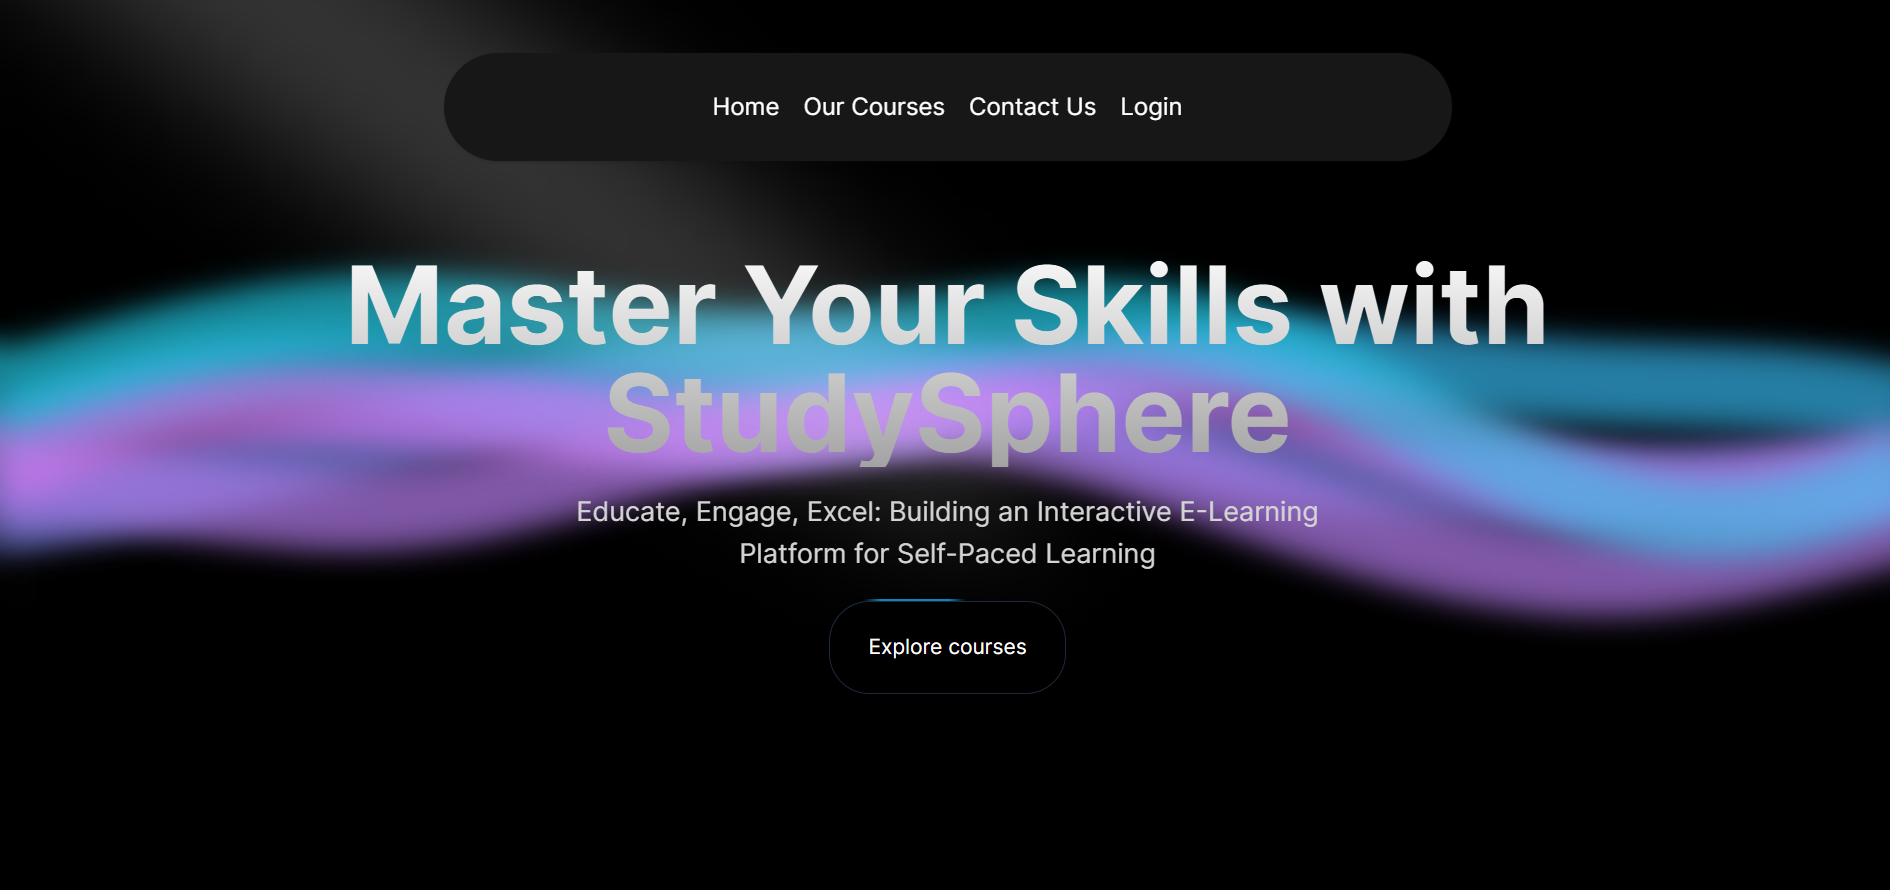 Home Our Courses Contact Us Login
Master Your Skills with
StudySphere
Educate, Engage, Excel: Building an Interactive E-Learning
Platform for Self-Paced Learning
Explore courses